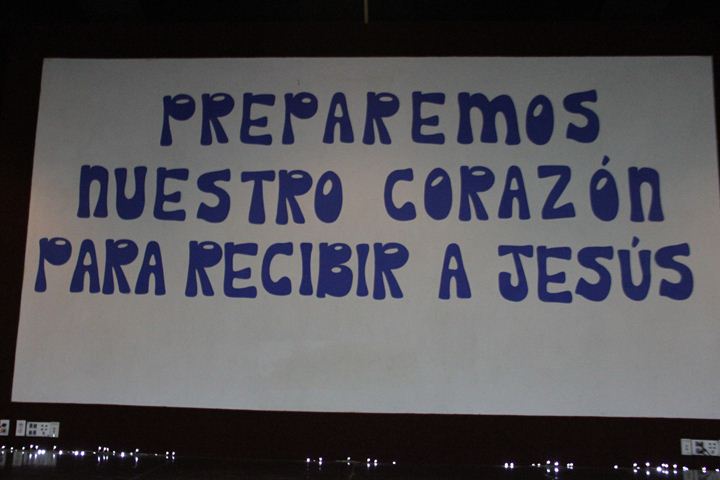 PREPAREMOS
NUESTRO CORAZÓN
PARA RECIBIR A JESÚS